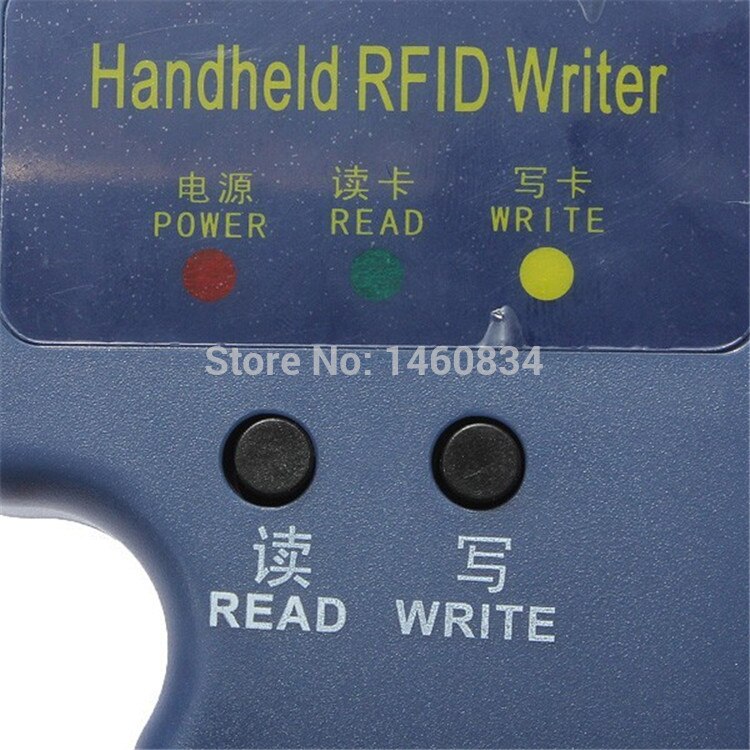 Handheld RFID Writer
电源 读卡 写卡
POWER READ WRITE
Store No: 1460834
读 写
READ WRITE